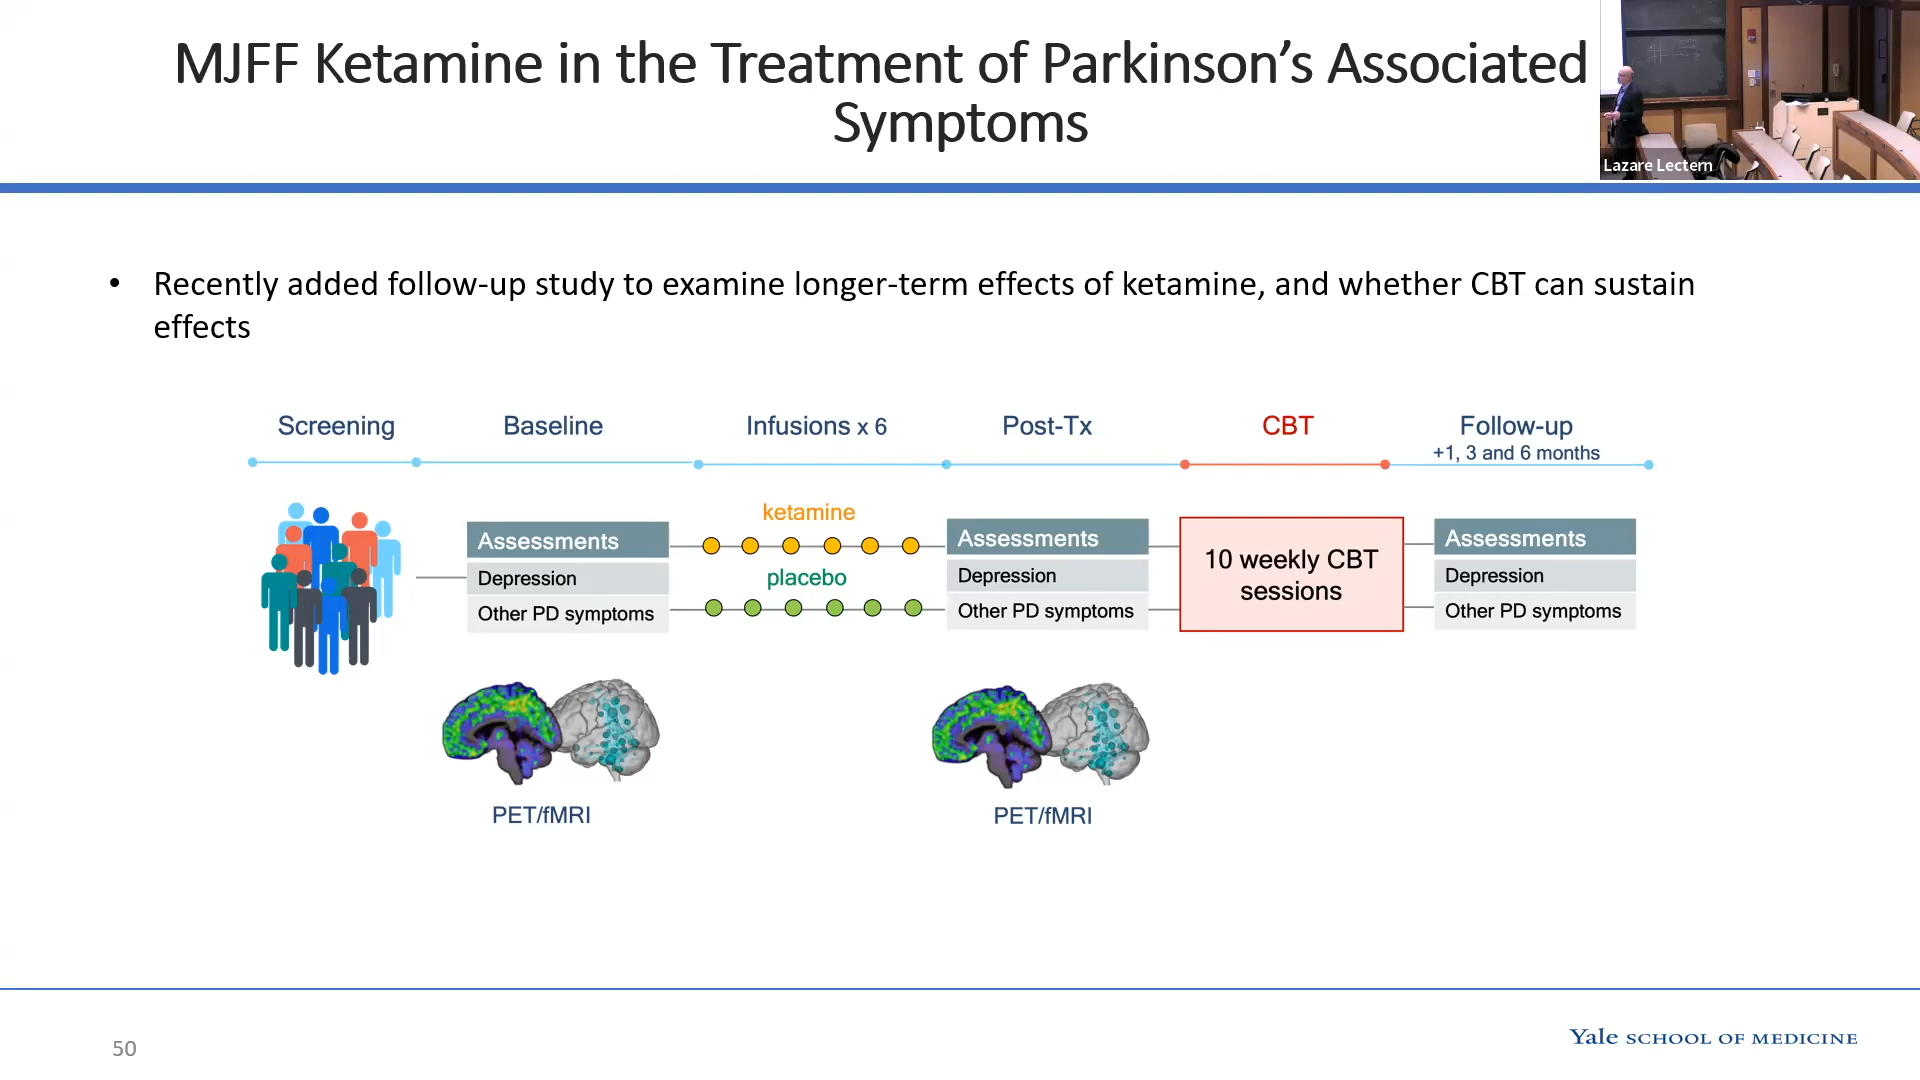 MJFF Ketamine in the Treatment of Parkinson’s Associated
Symptoms
Lazare Lectern
• Recently added follow-up study to examine longer-term effects of ketamine, and whether CBT can sustain
effects
Screening
Baseline
Infusions x 6
Post-Tx
CBT
Follow-up
+1, 3 and 6 months
Assessments
Depression
Other PD symptoms
ketamine
placebo
Assessments
Depression
Other PD symptoms
10 weekly CBT
sessions
Assessments
Depression
Other PD symptoms
PET/fMRI
PET/fMRI
50
Yale SCHOOL OF MEDICINE